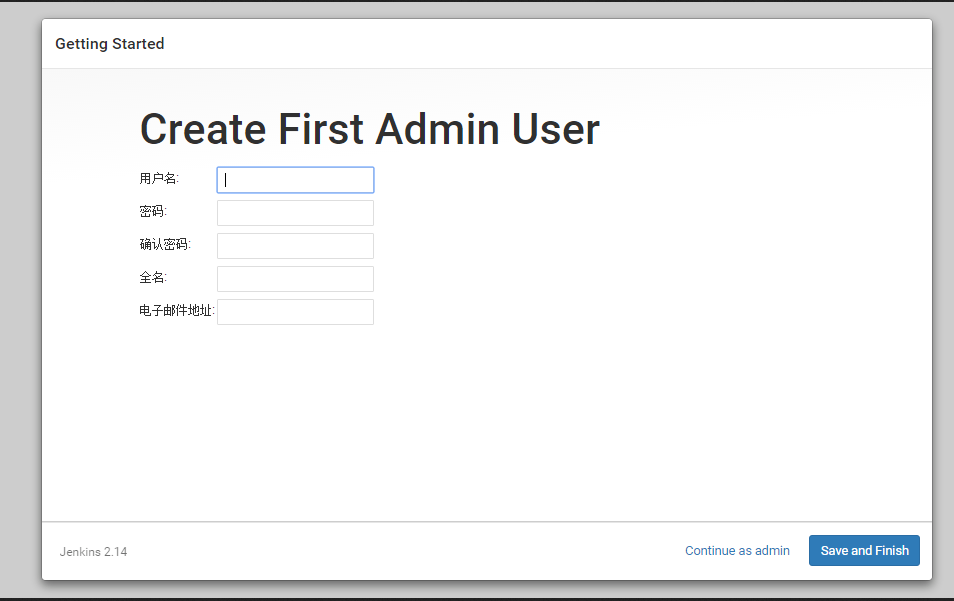 Getting Started
Create First Admin User
用户名:
密码:
确认密码:
全名:
电子邮件地址:
Jenkins 2.14
Continue as admin
Save and Finish